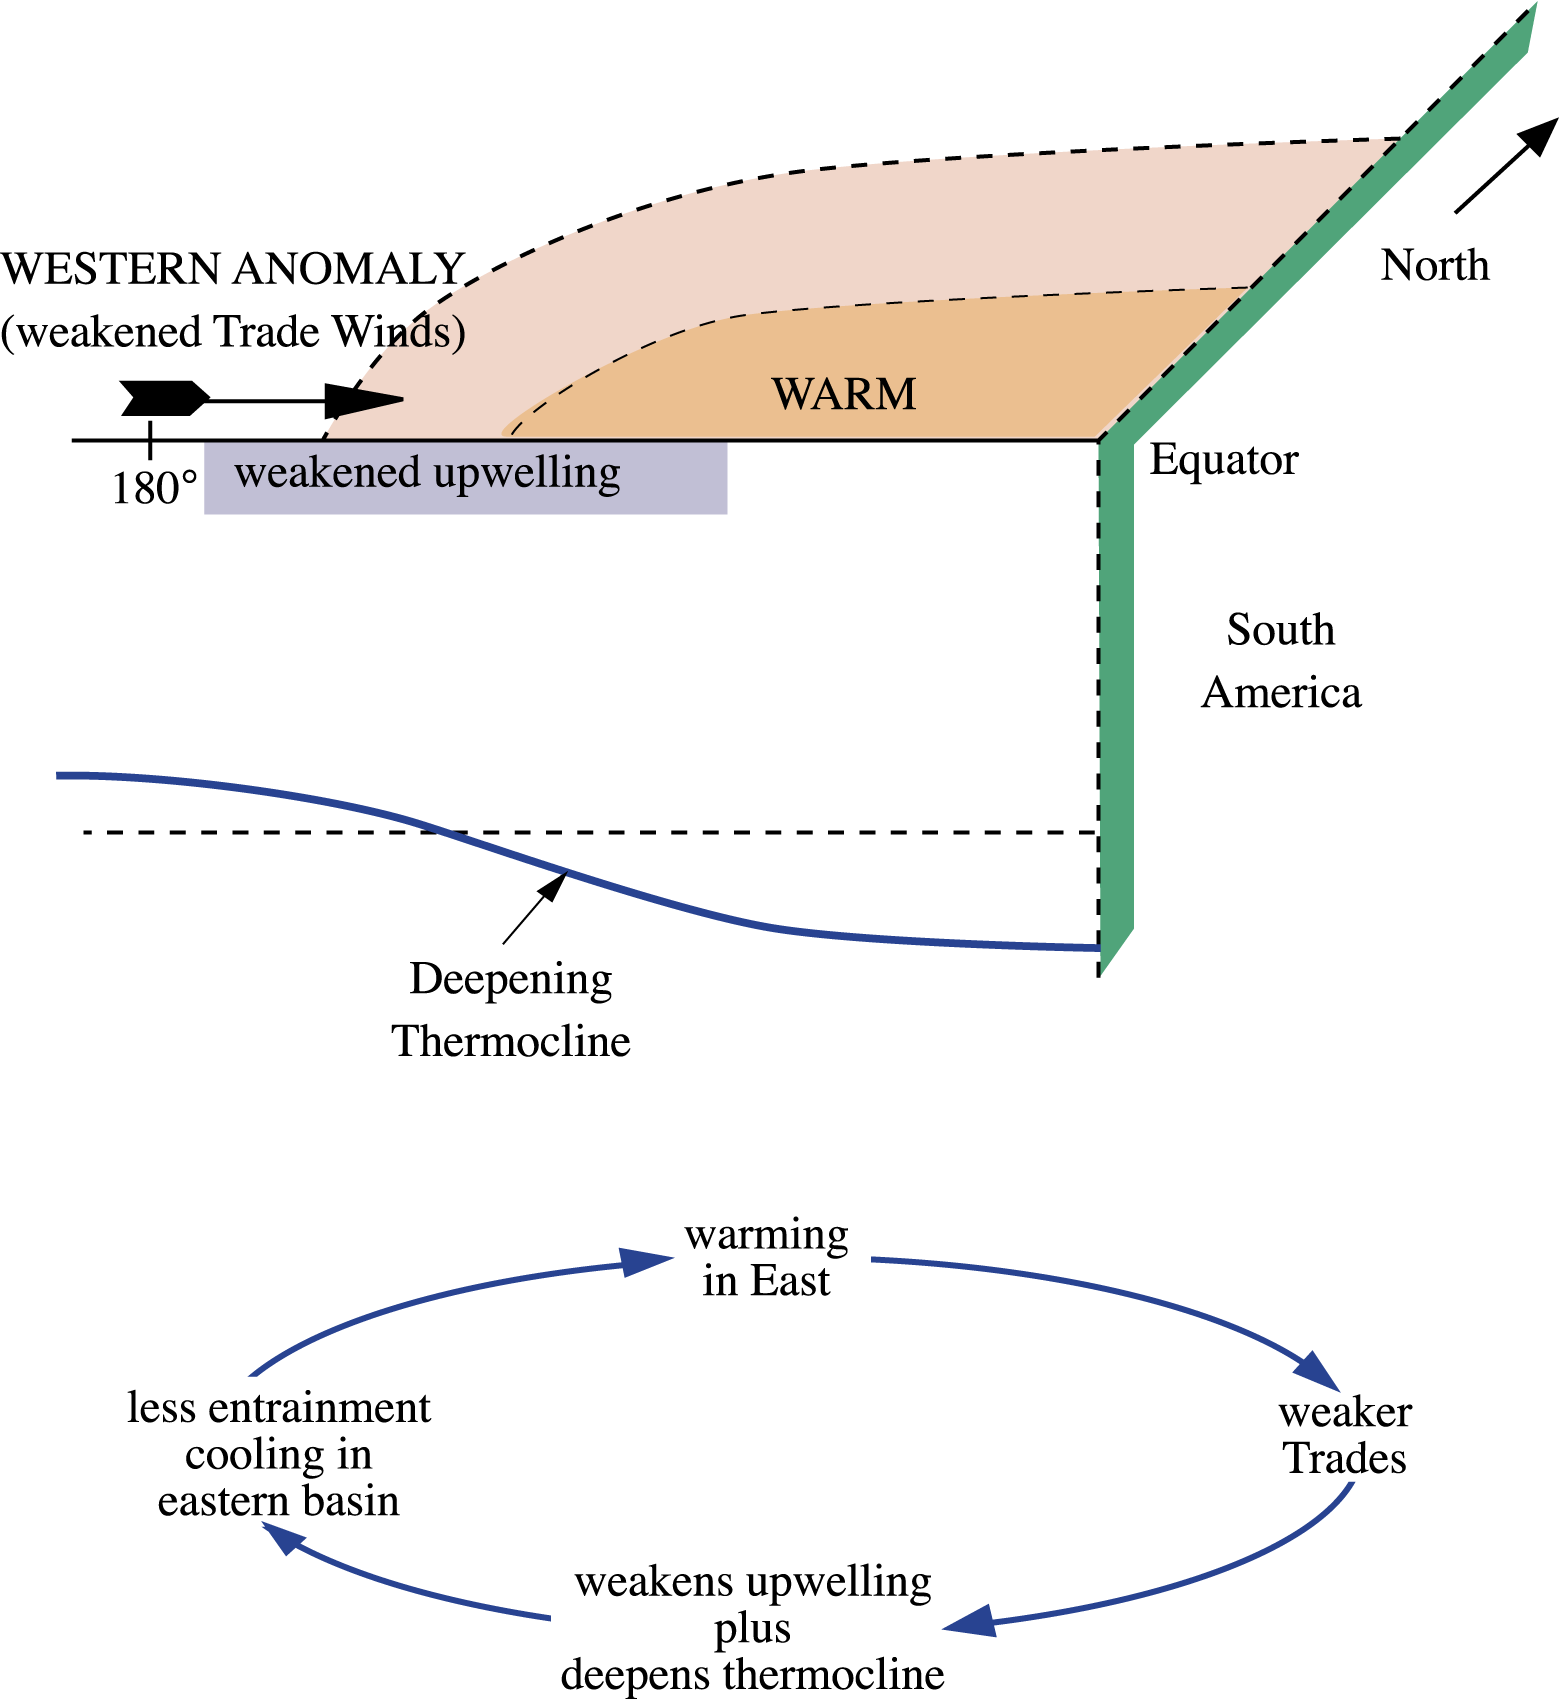 WESTERN ANOMALY
(weakened Trade Winds)
North
WARM
180°
weakened upwelling
Equator
South
America
Deepening
Thermocline
warming
in East
weaker
Trades
less entrainment
cooling in
eastern basin
weakens upwelling
plus
deepens thermocline